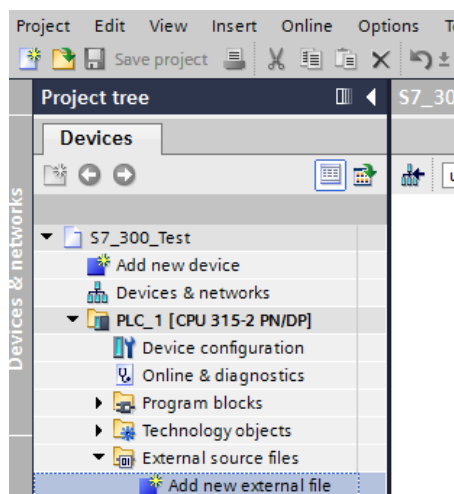 Project Edit View Insert Online Options
Save project
Project tree
S7_30
Devices
Devices & networks
S7_300_Test
Add new device
Devices & networks
PLC_1 [CPU 315-2 PN/DP]
Device configuration
Online & diagnostics
Program blocks
Technology objects
External source files
Add new external file